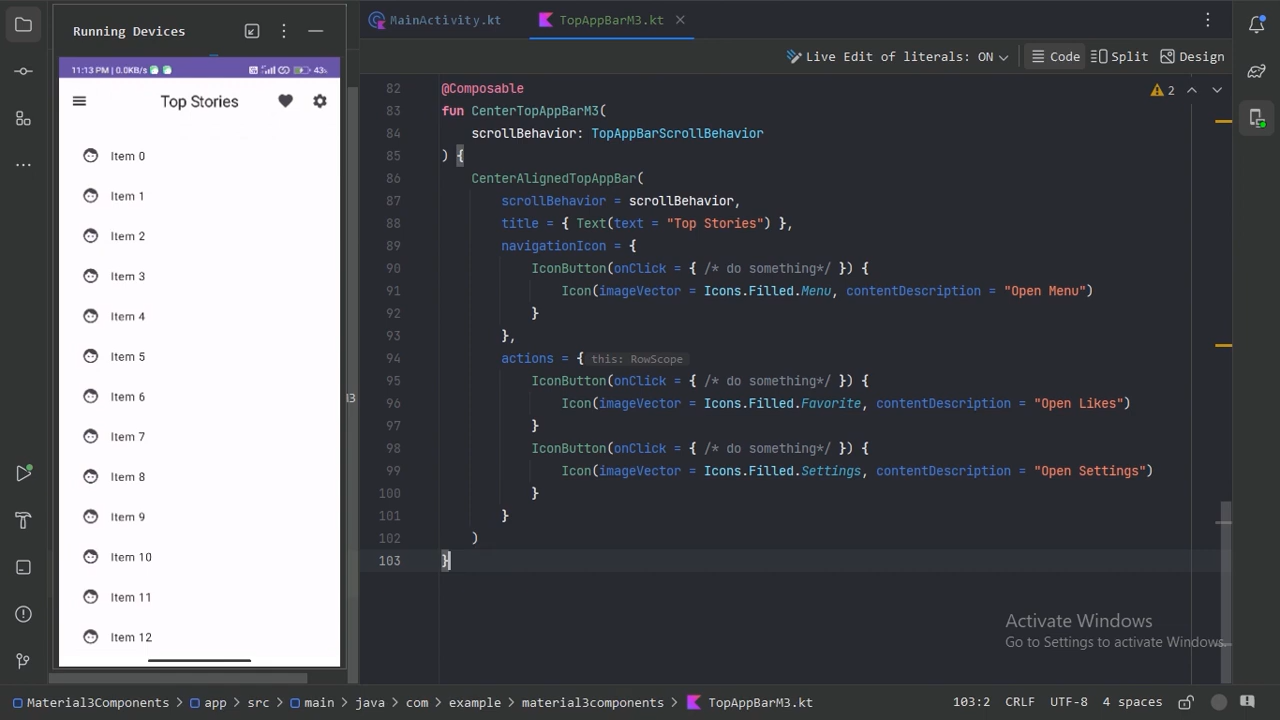 Running Devices
MainActivity.kt
TopAppBarM3.kt
Live Edit of literals: ON
Code
Split
Design
11:13 PM | 0.0KB/s
43%
Top Stories
Item 0
Item 1
Item 2
Item 3
Item 4
Item 5
Item 6
Item 7
Item 8
Item 9
Item 10
Item 11
Item 12
2
82 @Composable
83 fun CenterTopAppBarM3(
84 scrollBehavior: TopAppBarScrollBehavior
85 ) {
86 CenterAlignedTopAppBar(
87 scrollBehavior = scrollBehavior,
88 title = { Text(text = "Top Stories") },
89 navigationIcon = {
90 IconButton(onClick = { /* do something*/ }) {
91 Icon(imageVector = Icons.Filled.Menu, contentDescription = "Open Menu")
92 }
93 },
94 actions = { this: RowScope
95 IconButton(onClick = { /* do something*/ }) {
96 Icon(imageVector = Icons.Filled.Favorite, contentDescription = "Open Likes")
97 }
98 IconButton(onClick = { /* do something*/ }) {
99 Icon(imageVector = Icons.Filled.Settings, contentDescription = "Open Settings")
100 }
101 }
102 )
103 }
Activate Windows
Go to Settings to activate Windows.
Material3Components > app > src > main > java > com > example > material3components > TopAppBarM3.kt
103:2 CRLF UTF-8 4 spaces